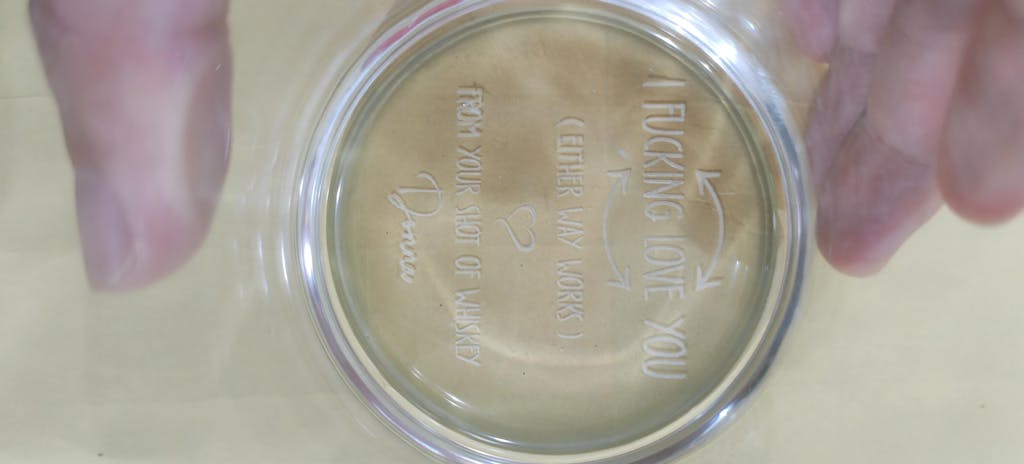 I FUCKING LOVE YOU
(EITHER WAY WORKS)
FROM YOUR SHOT OF WHISKEY